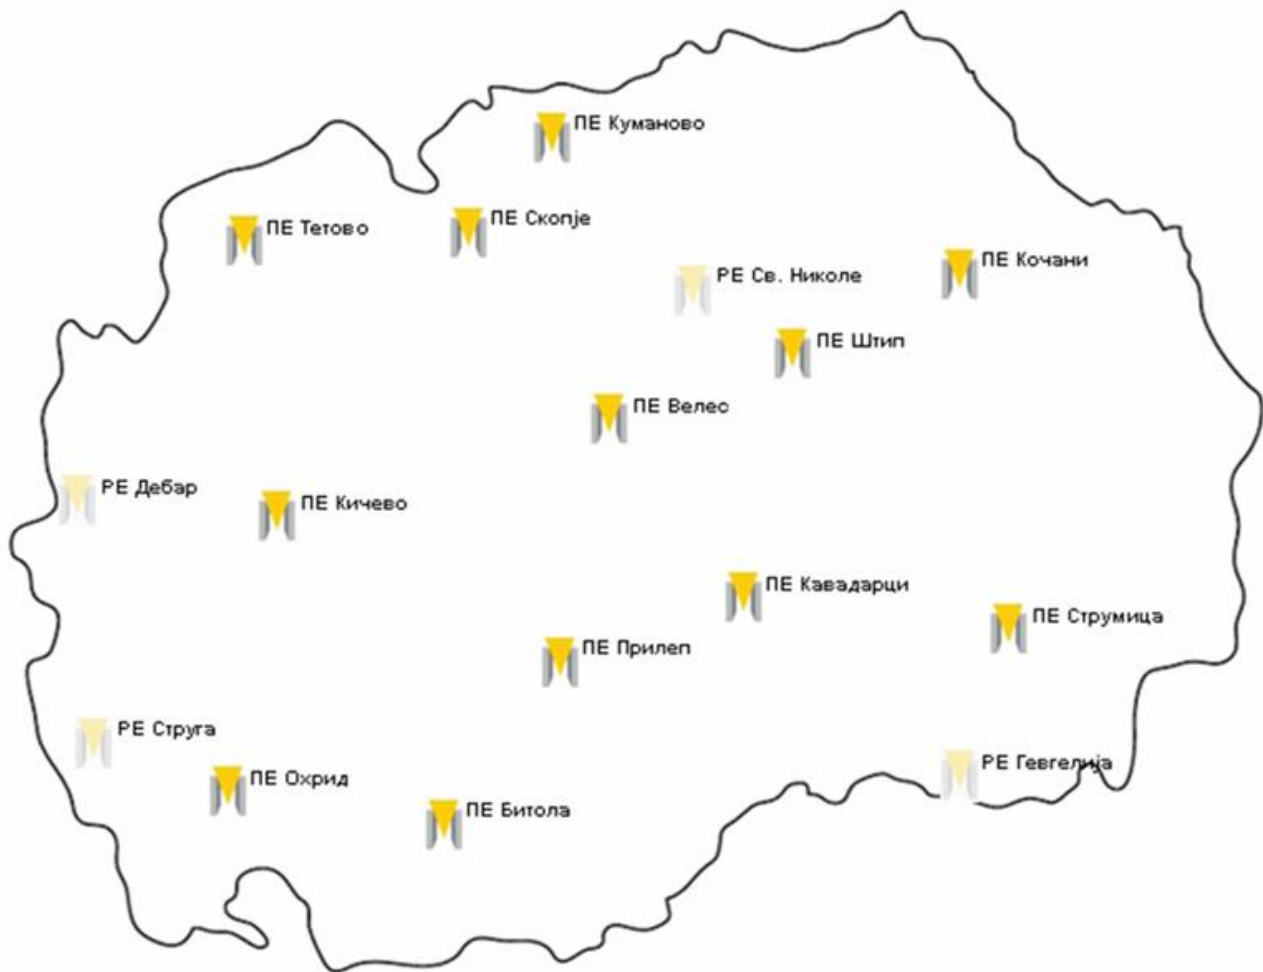 ПЕ Куманово
ПЕ Тетово
ПЕ Скопје
РЕ Св. Николе
ПЕ Кочани
ПЕ Штип
ПЕ Велес
РЕ Дебар
ПЕ Кичево
ПЕ Кавадарци
ПЕ Струмица
ПЕ Прилеп
РЕ Струга
ПЕ Охрид
РЕ Гевгелија
ПЕ Битола